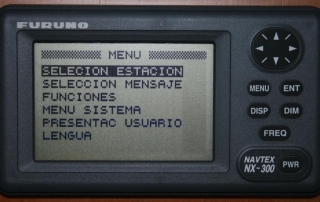 FURUNO
MENU
SELECION ESTACION
SELECCION MENSAJE
FUNCIONES
MENU SISTEMA
PRESENTAC USUARIO
LENGUA
MENU ENT
DISP DIM
FREQ
NAVTEX
NX-300 PWR